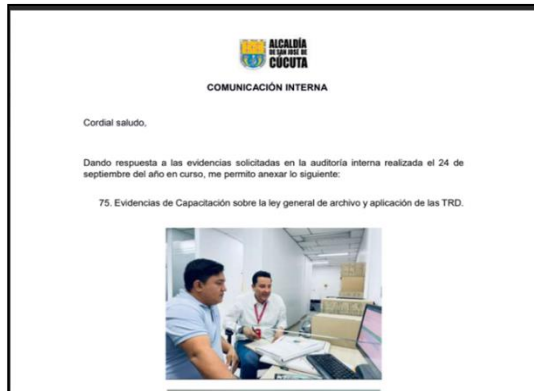 ALCALDÍA
DE SAN JOSÉ DE
CÚCUTA
COMUNICACIÓN INTERNA
Cordial saludo,
Dando respuesta a las evidencias solicitadas en la auditoría interna realizada el 24 de
septiembre del año en curso, me permito anexar lo siguiente:
75. Evidencias de Capacitación sobre la ley general de archivo y aplicación de las TRD.